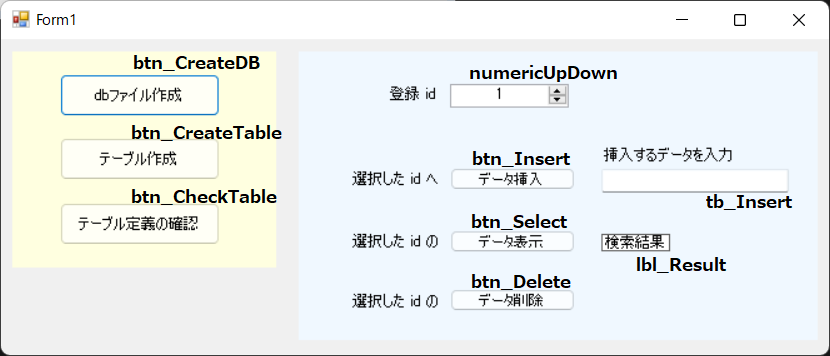 Form1
btn_CreateDB
dbファイル作成
btn_CreateTable
テーブル作成
btn_CheckTable
テーブル定義の確認
numericUpDown
登録 id
1
btn_Insert
挿入するデータを入力
選択した id へ
データ挿入
tb_Insert
btn_Select
選択した id の
データ表示
検索結果
lbl_Result
btn_Delete
選択した id の
データ削除